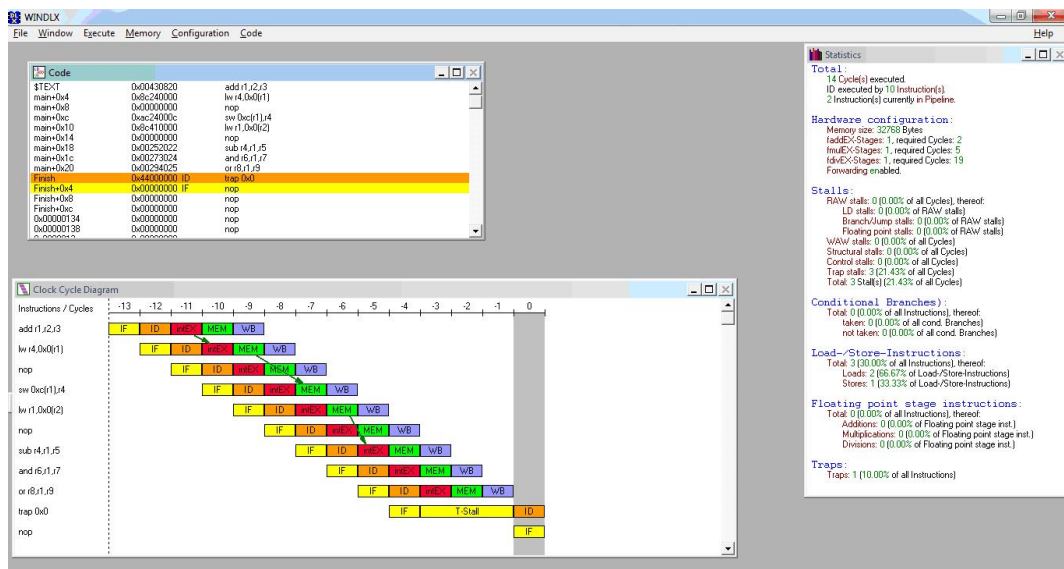 WINDLX
File Window Execute Memory Configuration Code Help
Code
$TEXT 0x00430820 add r1,r2,r3
main+0x4 0x8c240000 lw r4,0x0(r1)
main+0x8 0x00000000 nop
main+0xc 0xac24000c sw 0xc(r1),r4
main+0x10 0x8c410000 lw r1,0x0(r2)
main+0x14 0x00000000 nop
main+0x18 0x00252022 sub r4,r1,r5
main+0x1c 0x00273024 and r6,r1,r7
main+0x20 0x00294025 or r8,r1,r9
Finish 0x44000000 ID trap 0x0
Finish+0x4 0x00000000 IF nop
Finish+0x8 0x00000000 nop
Finish+0xc 0x00000000 nop
0x00000134 0x00000000 nop
0x00000138 0x00000000 nop
Clock Cycle Diagram
Instructions / Cycles -13 -12 -11 -10 -9 -8 -7 -6 -5 -4 -3 -2 -1 0
add r1,r2,r3 IF ID intEX MEM WB
lw r4,0x0(r1) IF ID intEX MEM WB
nop IF ID intEX MEM WB
sw 0xc(r1),r4 IF ID intEX MEM WB
lw r1,0x0(r2) IF ID intEX MEM WB
nop IF ID intEX MEM WB
sub r4,r1,r5 IF ID intEX MEM WB
and r6,r1,r7 IF ID intEX MEM WB
or r8,r1,r9 IF ID intEX MEM WB
trap 0x0 IF T-Stall ID
nop IF
Statistics
Total:
14 Cycle(s) executed.
ID executed by 10 Instruction(s).
2 Instruction(s) currently in Pipeline.
Hardware configuration:
Memory size: 32768 Bytes
faddEX-Stages: 1, required Cycles: 2
fmulEX-Stages: 1, required Cycles: 5
fdivEX-Stages: 1, required Cycles: 19
Forwarding enabled.
Stalls:
RAW stalls: 0 (0.00% of all Cycles), thereof:
LD stalls: 0 (0.00% of RAW stalls)
Branch/Jump stalls: 0 (0.00% of RAW stalls)
Floating point stalls: 0 (0.00% of RAW stalls)
WAW stalls: 0 (0.00% of all Cycles)
Structural stalls: 0 (0.00% of all Cycles)
Control stalls: 0 (0.00% of all Cycles)
Trap stalls: 3 (21.43% of all Cycles)
Total: 3 Stall(s) (21.43% of all Cycles)
Conditional Branches):
Total: 0 (0.00% of all Instructions), thereof:
taken: 0 (0.00% of all cond. Branches)
not taken: 0 (0.00% of all cond. Branches)
Load-/Store-Instructions:
Total: 3 (30.00% of all Instructions), thereof:
Loads: 2 (66.67% of Load-/Store-Instructions)
Stores: 1 (33.33% of Load-/Store-Instructions)
Floating point stage instructions:
Total: 0 (0.00% of all Instructions), thereof:
Additions: 0 (0.00% of Floating point stage inst.)
Multiplications: 0 (0.00% of Floating point stage inst.)
Divisions: 0 (0.00% of Floating point stage inst.)
Traps:
Traps: 1 (10.00% of all Instructions)